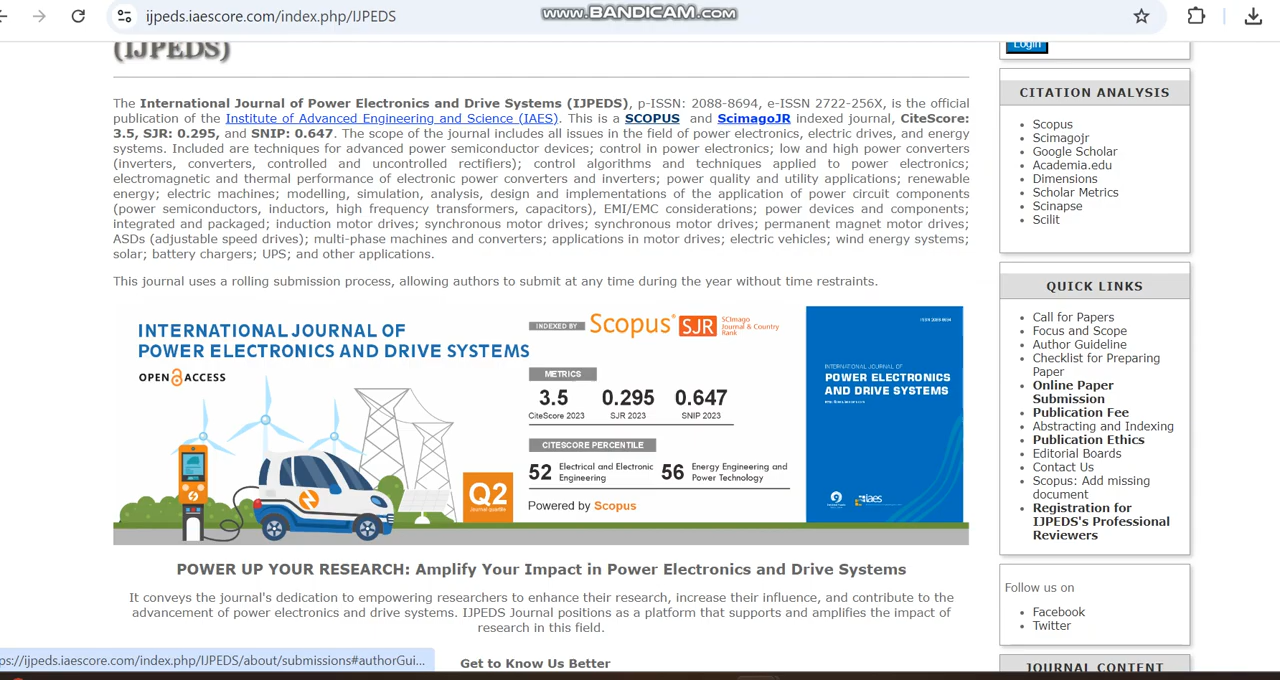 ijpeds.iaescore.com/index.php/IJPEDS
www.BANDICAM.com
(IJPEDS)
The International Journal of Power Electronics and Drive Systems (IJPEDS), p-ISSN: 2088-8694, e-ISSN 2722-256X, is the official
publication of the Institute of Advanced Engineering and Science (IAES). This is a SCOPUS and ScimagoJR indexed journal, CiteScore:
3.5, SJR: 0.295, and SNIP: 0.647. The scope of the journal includes all issues in the field of power electronics, electric drives, and energy
systems. Included are techniques for advanced power semiconductor devices; control in power electronics; low and high power converters
(inverters, converters, controlled and uncontrolled rectifiers); control algorithms and techniques applied to power electronics;
electromagnetic and thermal performance of electronic power converters and inverters; power quality and utility applications; renewable
energy; electric machines; modelling, simulation, analysis, design and implementations of the application of power circuit components
(power semiconductors, inductors, high frequency transformers, capacitors), EMI/EMC considerations; power devices and components;
integrated and packaged; induction motor drives; synchronous motor drives; synchronous motor drives; permanent magnet motor drives;
ASDs (adjustable speed drives); multi-phase machines and converters; applications in motor drives; electric vehicles; wind energy systems;
solar; battery chargers; UPS; and other applications.
This journal uses a rolling submission process, allowing authors to submit at any time during the year without time restraints.
INTERNATIONAL JOURNAL OF
POWER ELECTRONICS AND DRIVE SYSTEMS
OPEN ACCESS
INDEXED BY Scopus® SJR SCImago
Journal & Country
Rank
METRICS
3.5 0.295 0.647
CiteScore 2023 SJR 2023 SNIP 2023
CITESCORE PERCENTILE
52 Electrical and Electronic
Engineering
56 Energy Engineering and
Power Technology
Q2
Powered by Scopus
INTERNATIONAL JOURNAL OF
POWER ELECTRONICS
AND DRIVE SYSTEMS
iaes
POWER UP YOUR RESEARCH: Amplify Your Impact in Power Electronics and Drive Systems
It conveys the journal's dedication to empowering researchers to enhance their research, increase their influence, and contribute to the
advancement of power electronics and drive systems. IJPEDS Journal positions as a platform that supports and amplifies the impact of
research in this field.
Get to Know Us Better
Login
CITATION ANALYSIS
Scopus
Scimagojr
Google Scholar
Academia.edu
Dimensions
Scholar Metrics
Scinapse
Scilit
QUICK LINKS
Call for Papers
Focus and Scope
Author Guideline
Checklist for Preparing
Paper
Online Paper
Submission
Publication Fee
Abstracting and Indexing
Publication Ethics
Editorial Boards
Contact Us
Scopus: Add missing
document
Registration for
IJPEDS's Professional
Reviewers
Follow us on
Facebook
Twitter
JOURNAL CONTENT
ps://ijpeds.iaescore.com/index.php/IJPEDS/about/submissions#authorGui...